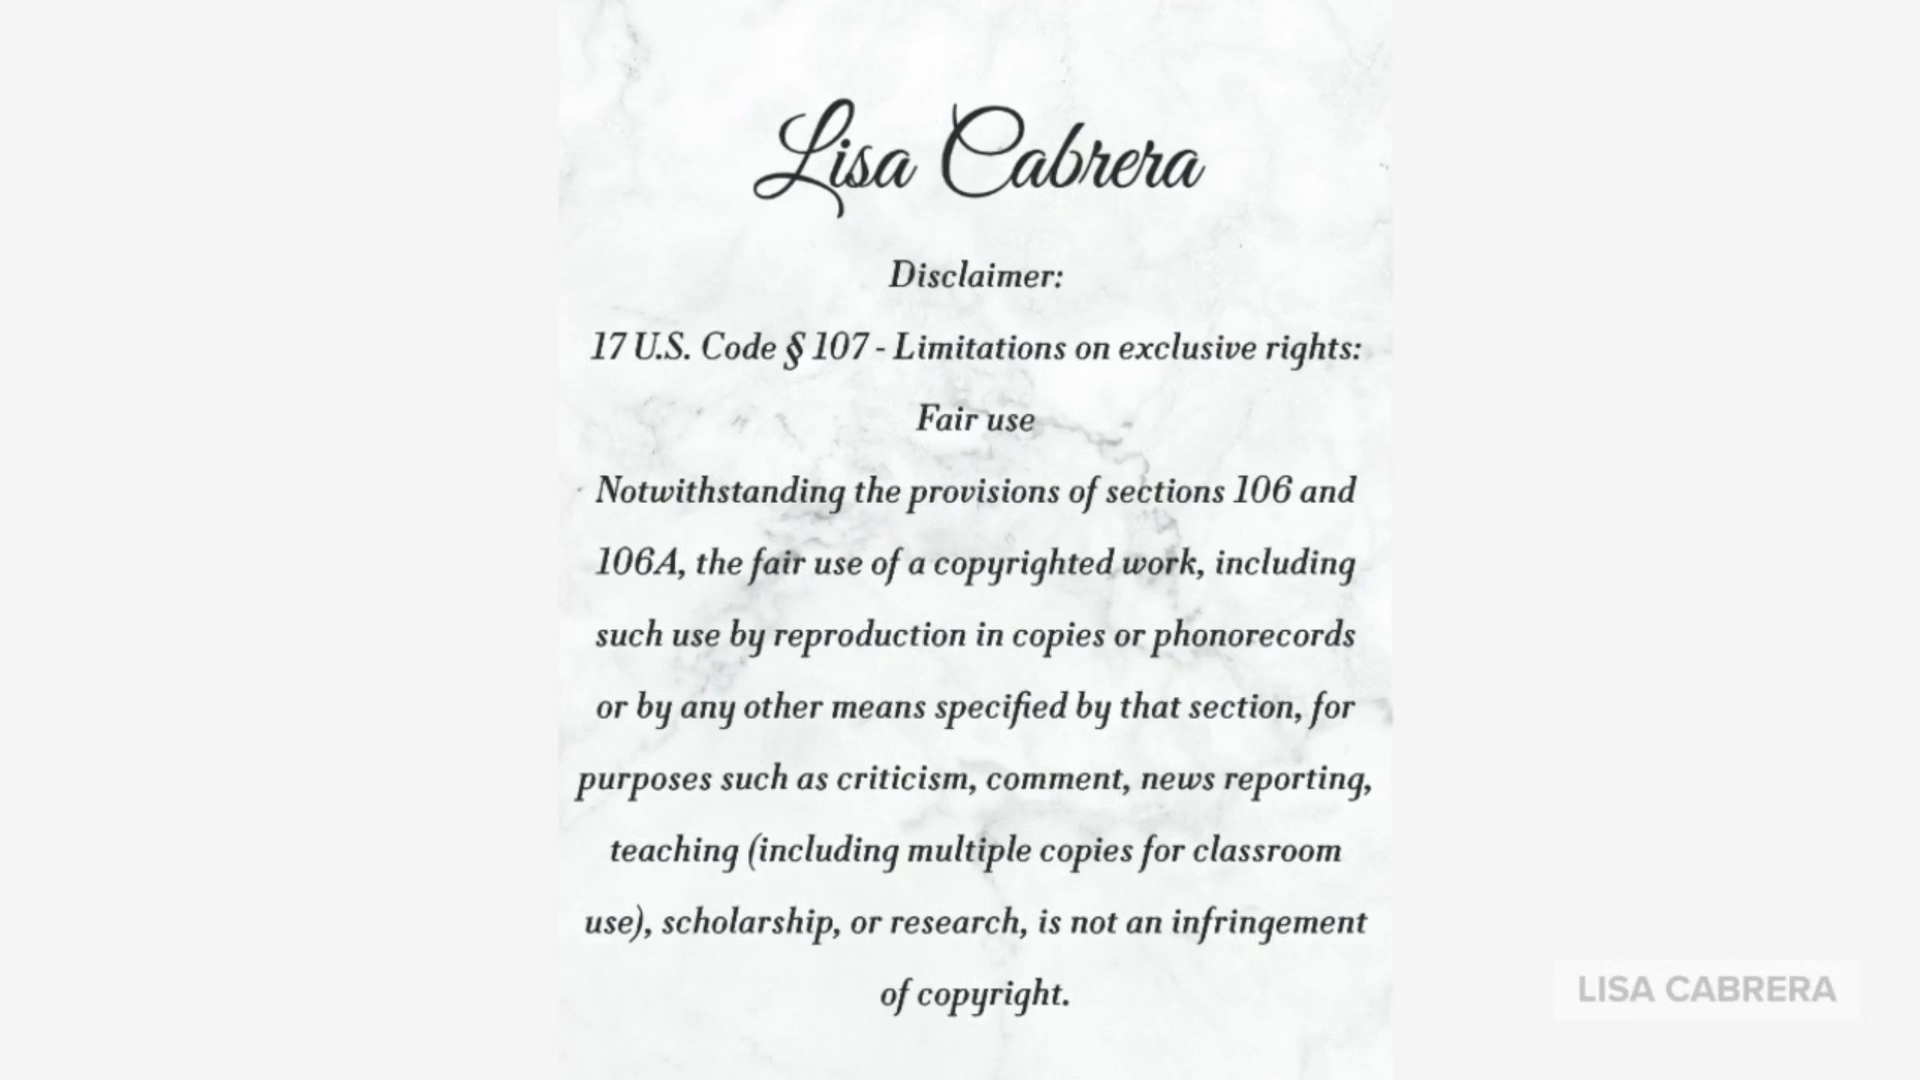 Lisa Cabrera
Disclaimer:
17 U.S. Code § 107 - Limitations on exclusive rights:
Fair use
Notwithstanding the provisions of sections 106 and
106A, the fair use of a copyrighted work, including
such use by reproduction in copies or phonorecords
or by any other means specified by that section, for
purposes such as criticism, comment, news reporting,
teaching (including multiple copies for classroom
use), scholarship, or research, is not an infringement
of copyright.
LISA CABRERA